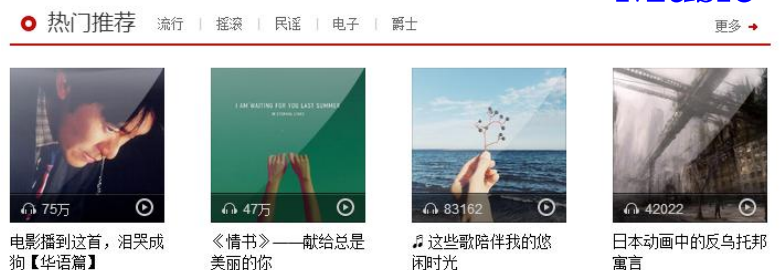 热门推荐 流行 | 摇滚 | 民谣 | 电子 | 爵士 更多
I AM WAITING FOR YOU LAST SUMMER
75万
47万
83162
42022
电影播到这首，泪哭成
狗【华语篇】
《情书》——献给总是
美丽的你
这些歌陪伴我的悠
闲时光
日本动画中的反乌托邦
寓言